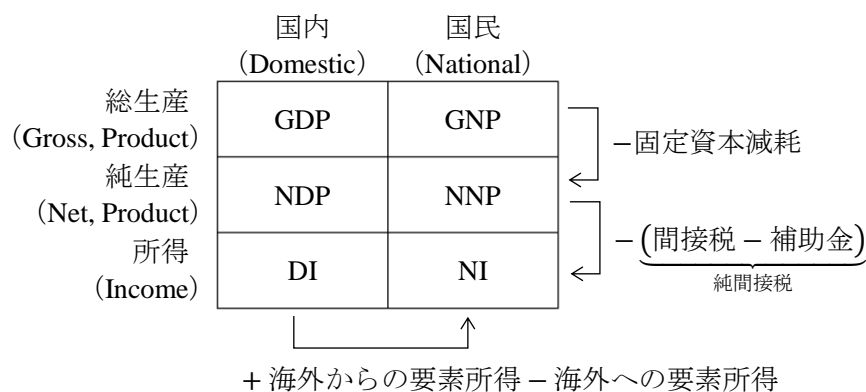 国内 国民
(Domestic) (National)
総生産
(Gross, Product) GDP GNP
−固定資本減耗
純生産
(Net, Product) NDP NNP
−(間接税 − 補助金)
純間接税
所得
(Income) DI NI
+ 海外からの要素所得 − 海外への要素所得